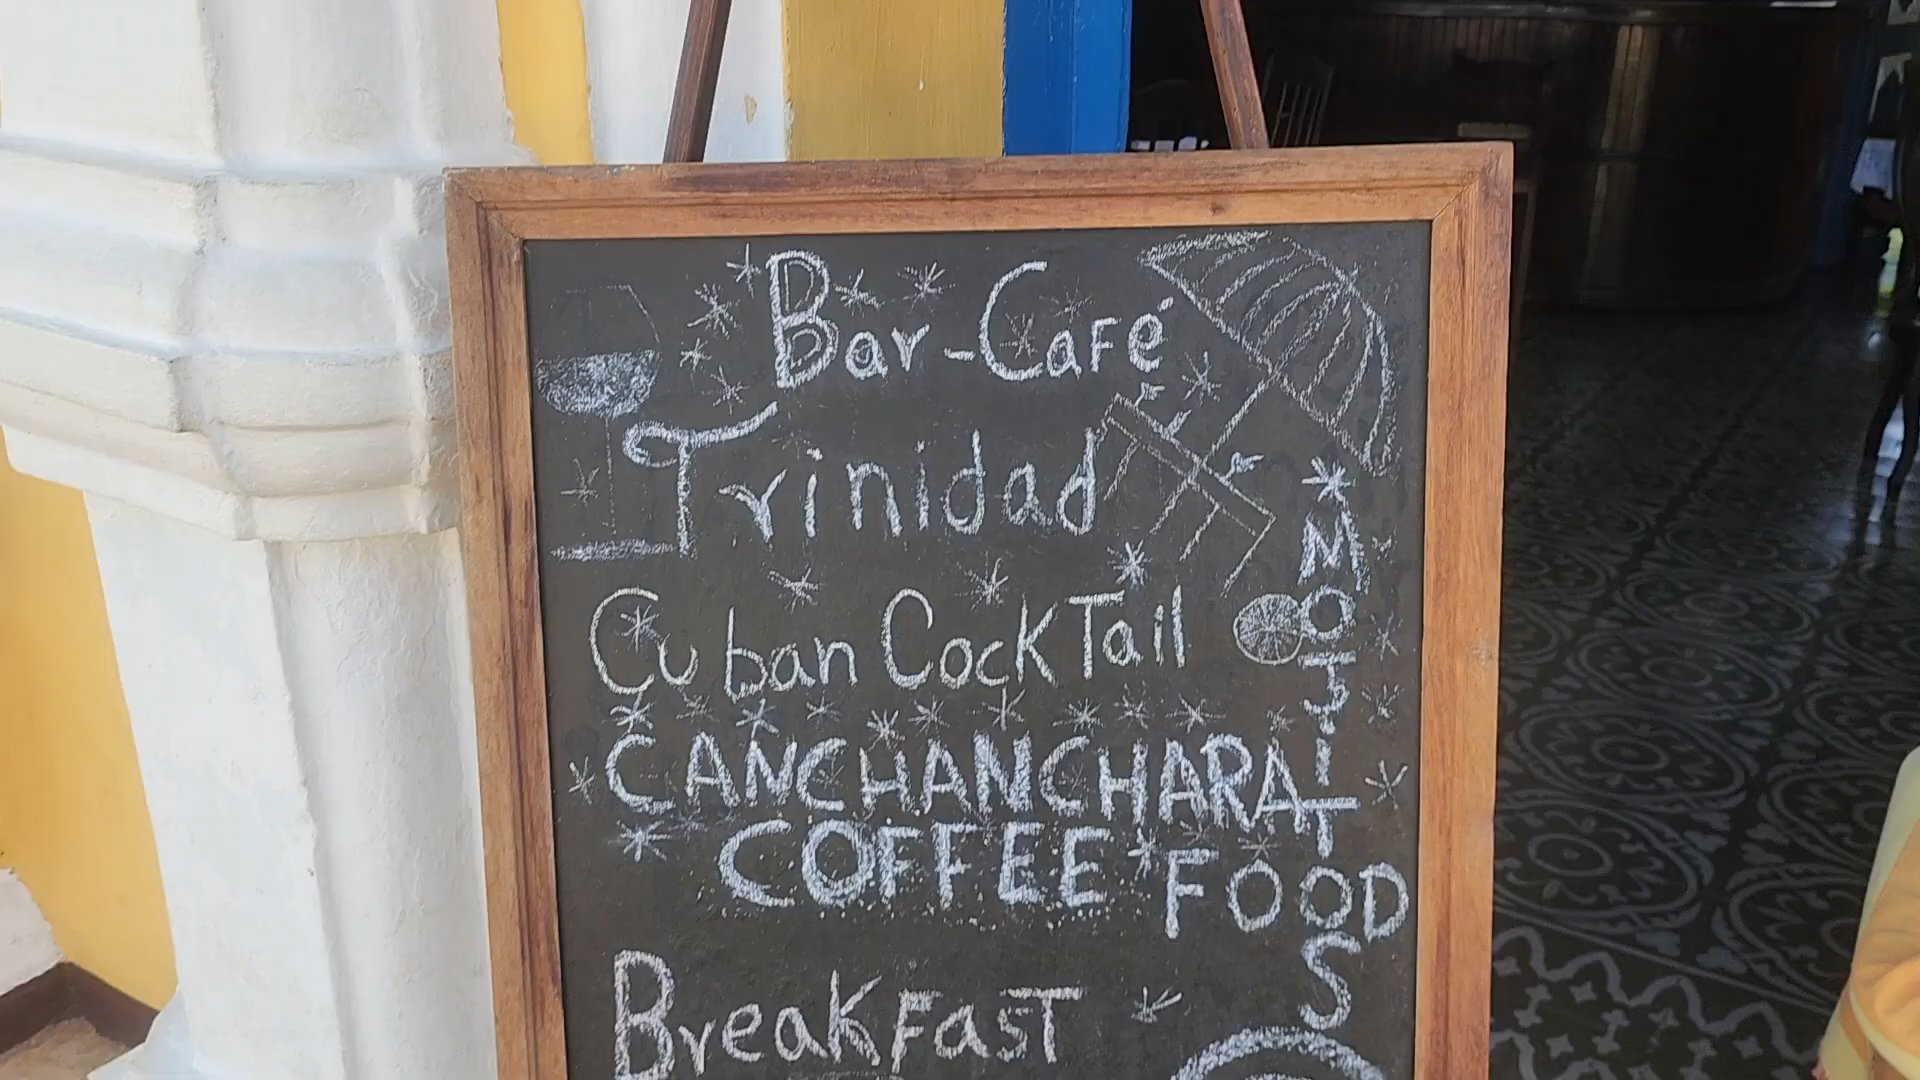 Bar-Café
Trinidad
Cuban Cocktail
CANCHANCHARA
COFFEE FOOD
BreakFasT
MOJITOS